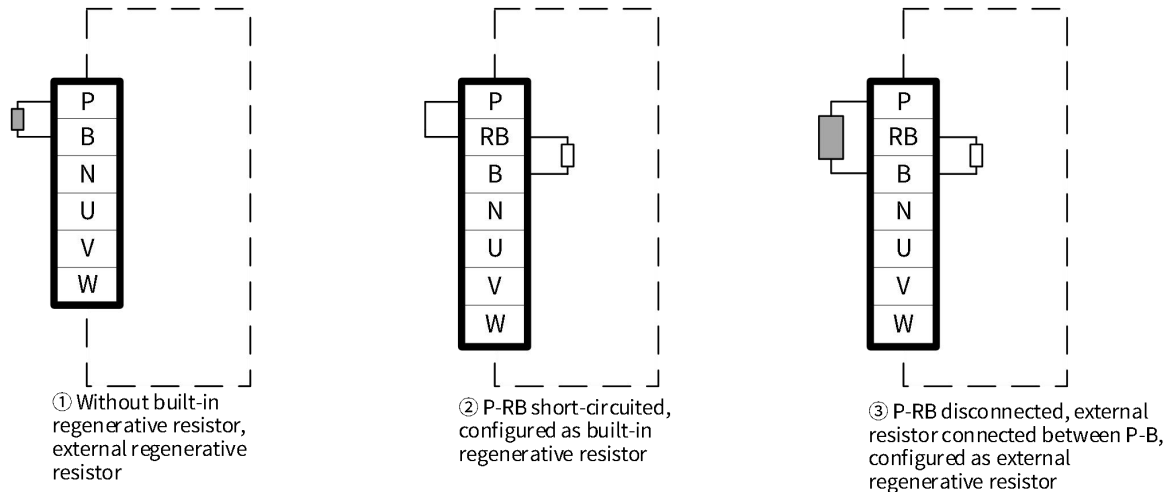 P
B
N
U
V
W
① Without built-in
regenerative resistor,
external regenerative
resistor
P
RB
B
N
U
V
W
② P-RB short-circuited,
configured as built-in
regenerative resistor
P
RB
B
N
U
V
W
③ P-RB disconnected, external
resistor connected between P-B,
configured as external
regenerative resistor